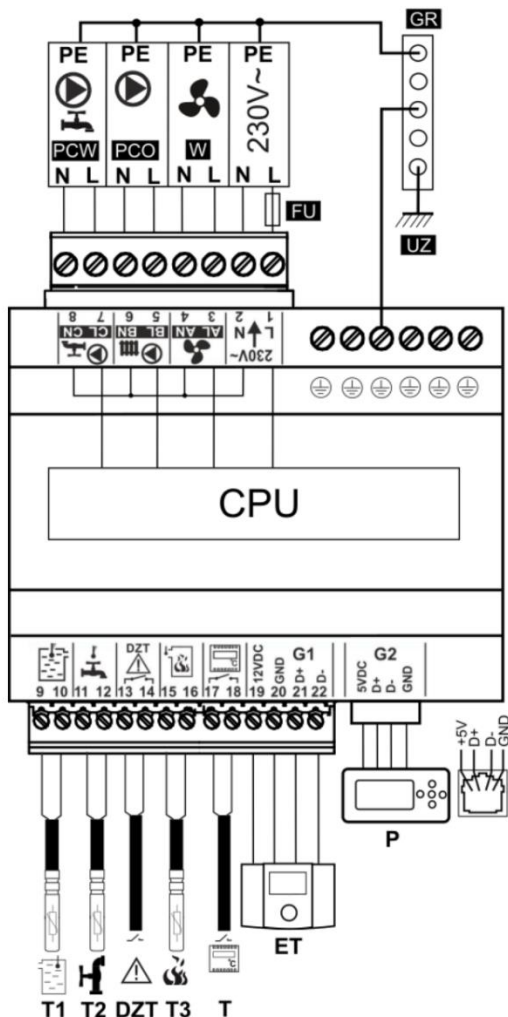 GR
PE PE PE PE
230V~
PCW PCO W
N L N L N L N L
FU
UZ
8 7 6 5 4 3 2 1
CN CL BN BL AN AL N L
230V~
CPU
DZT
G1
G2
9 10 11 12 13 14 15 16 17 18
12VDC 19
GND 20
D+ 21
D- 22
5VDC
D+
D-
GND
+5V
D+
D-
GND
°C
P
ET
°C
T1 T2 DZT T3 T